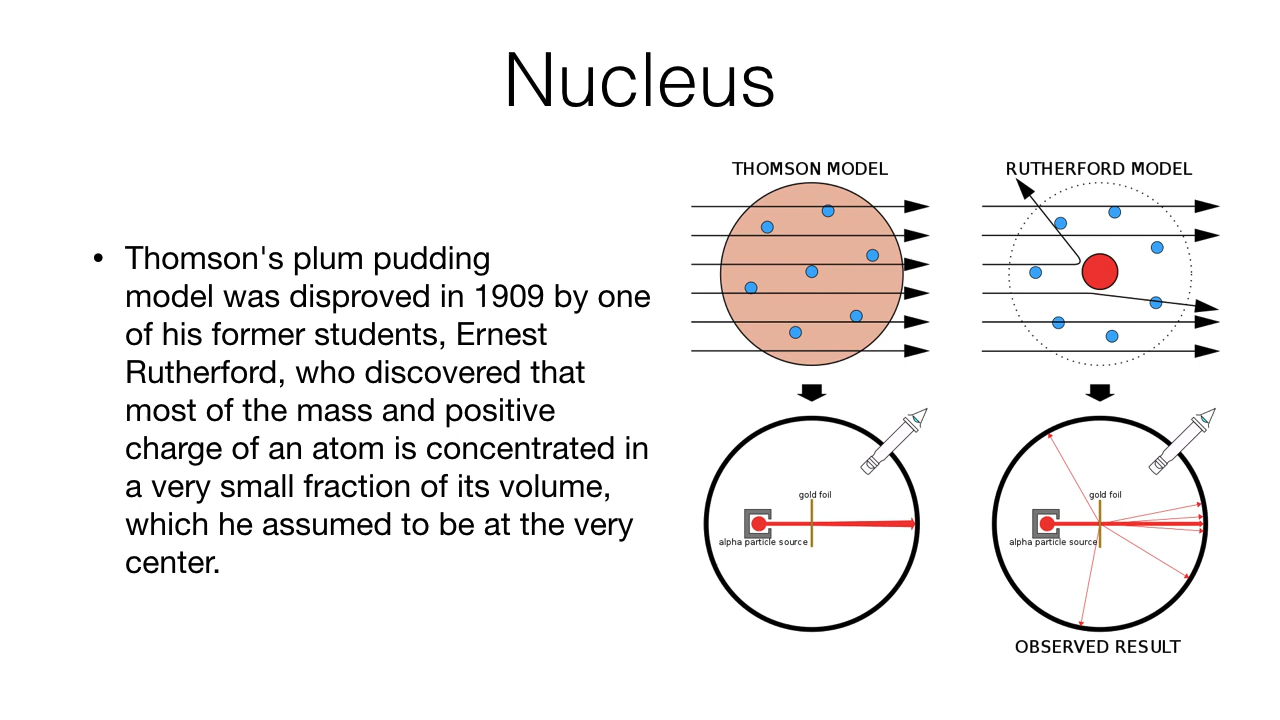 Nucleus
• Thomson's plum pudding
model was disproved in 1909 by one
of his former students, Ernest
Rutherford, who discovered that
most of the mass and positive
charge of an atom is concentrated in
a very small fraction of its volume,
which he assumed to be at the very
center.
THOMSON MODEL
RUTHERFORD MODEL
gold foil
alpha particle source
gold foil
alpha particle source
OBSERVED RESULT